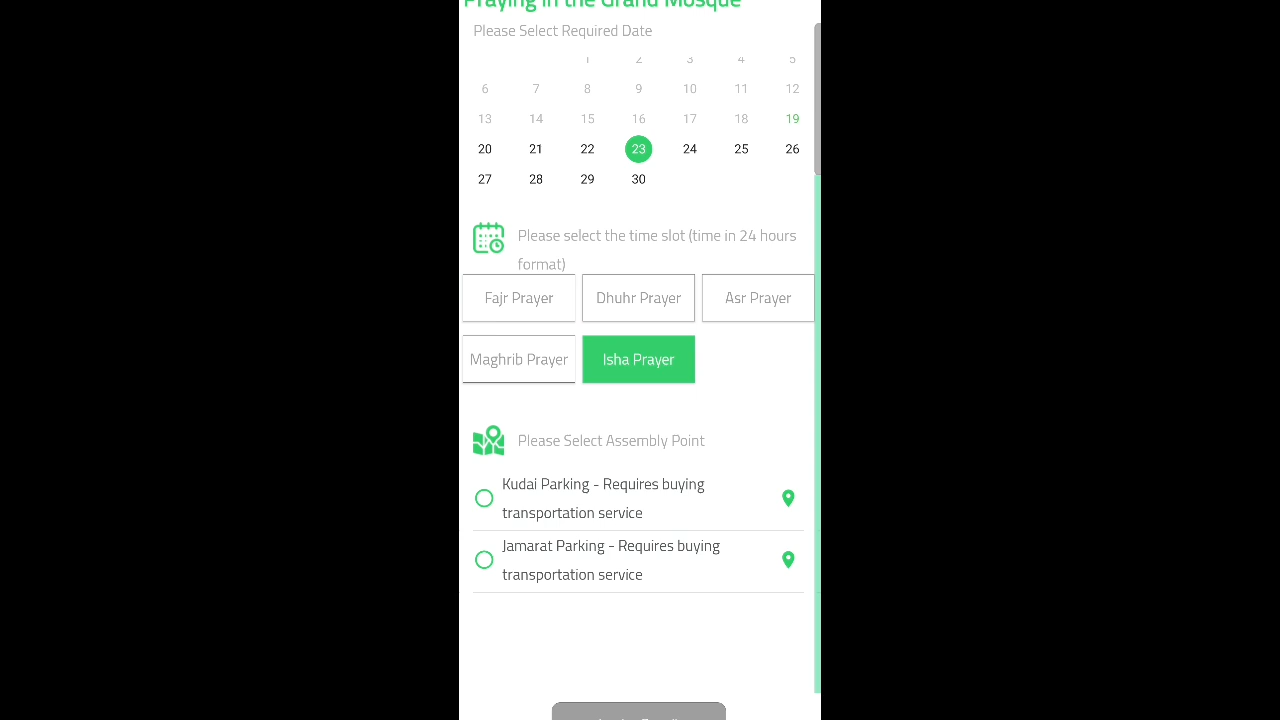 Praying in the Grand Mosque
Please Select Required Date
1 2 3 4 5
6 7 8 9 10 11 12
13 14 15 16 17 18 19
20 21 22 23 24 25 26
27 28 29 30
Please select the time slot (time in 24 hours
format)
Fajr Prayer Dhuhr Prayer Asr Prayer
Maghrib Prayer Isha Prayer
Please Select Assembly Point
Kudai Parking - Requires buying
transportation service
Jamarat Parking - Requires buying
transportation service